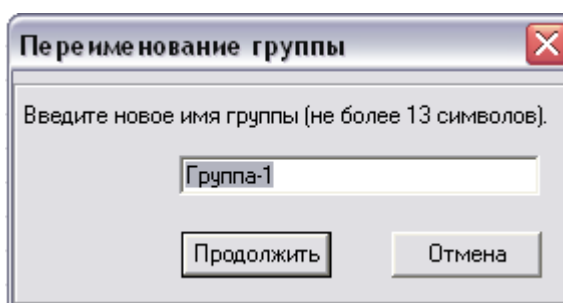 Переименование группы
Введите новое имя группы (не более 13 символов).
Группа-1
Продолжить Отмена